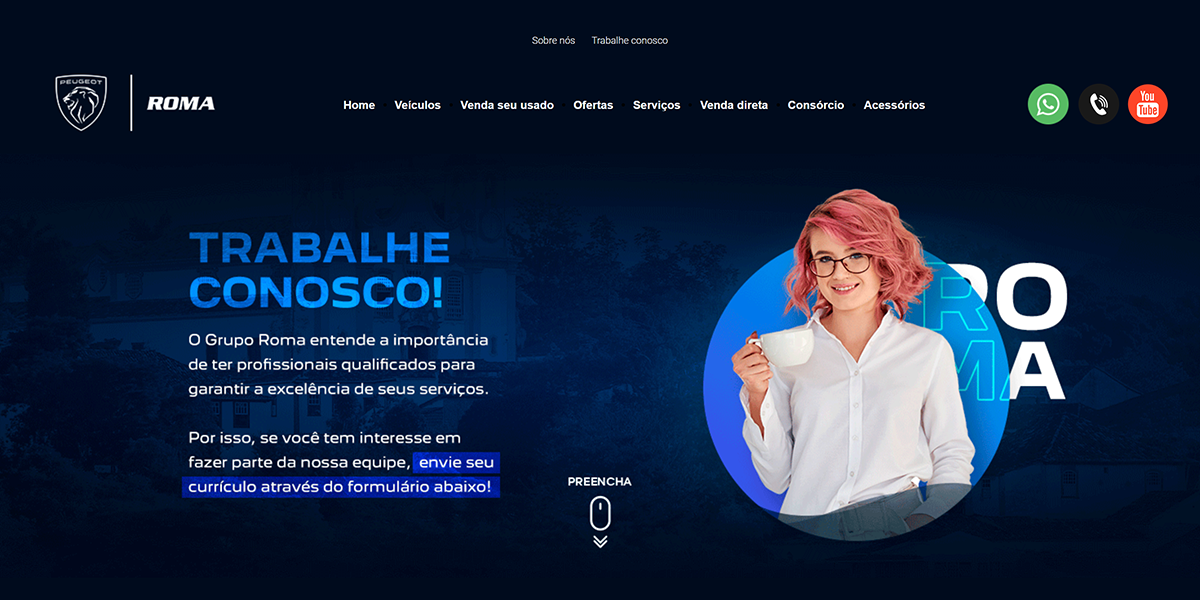 Sobre nós Trabalhe conosco
PEUGEOT
ROMA
Home Veículos Venda seu usado Ofertas Serviços Venda direta Consórcio Acessórios
You
Tube
TRABALHE
CONOSCO!
O Grupo Roma entende a importância
de ter profissionais qualificados para
garantir a excelência de seus serviços.
Por isso, se você tem interesse em
fazer parte da nossa equipe, envie seu
currículo através do formulário abaixo!
PREENCHA
RO
MA